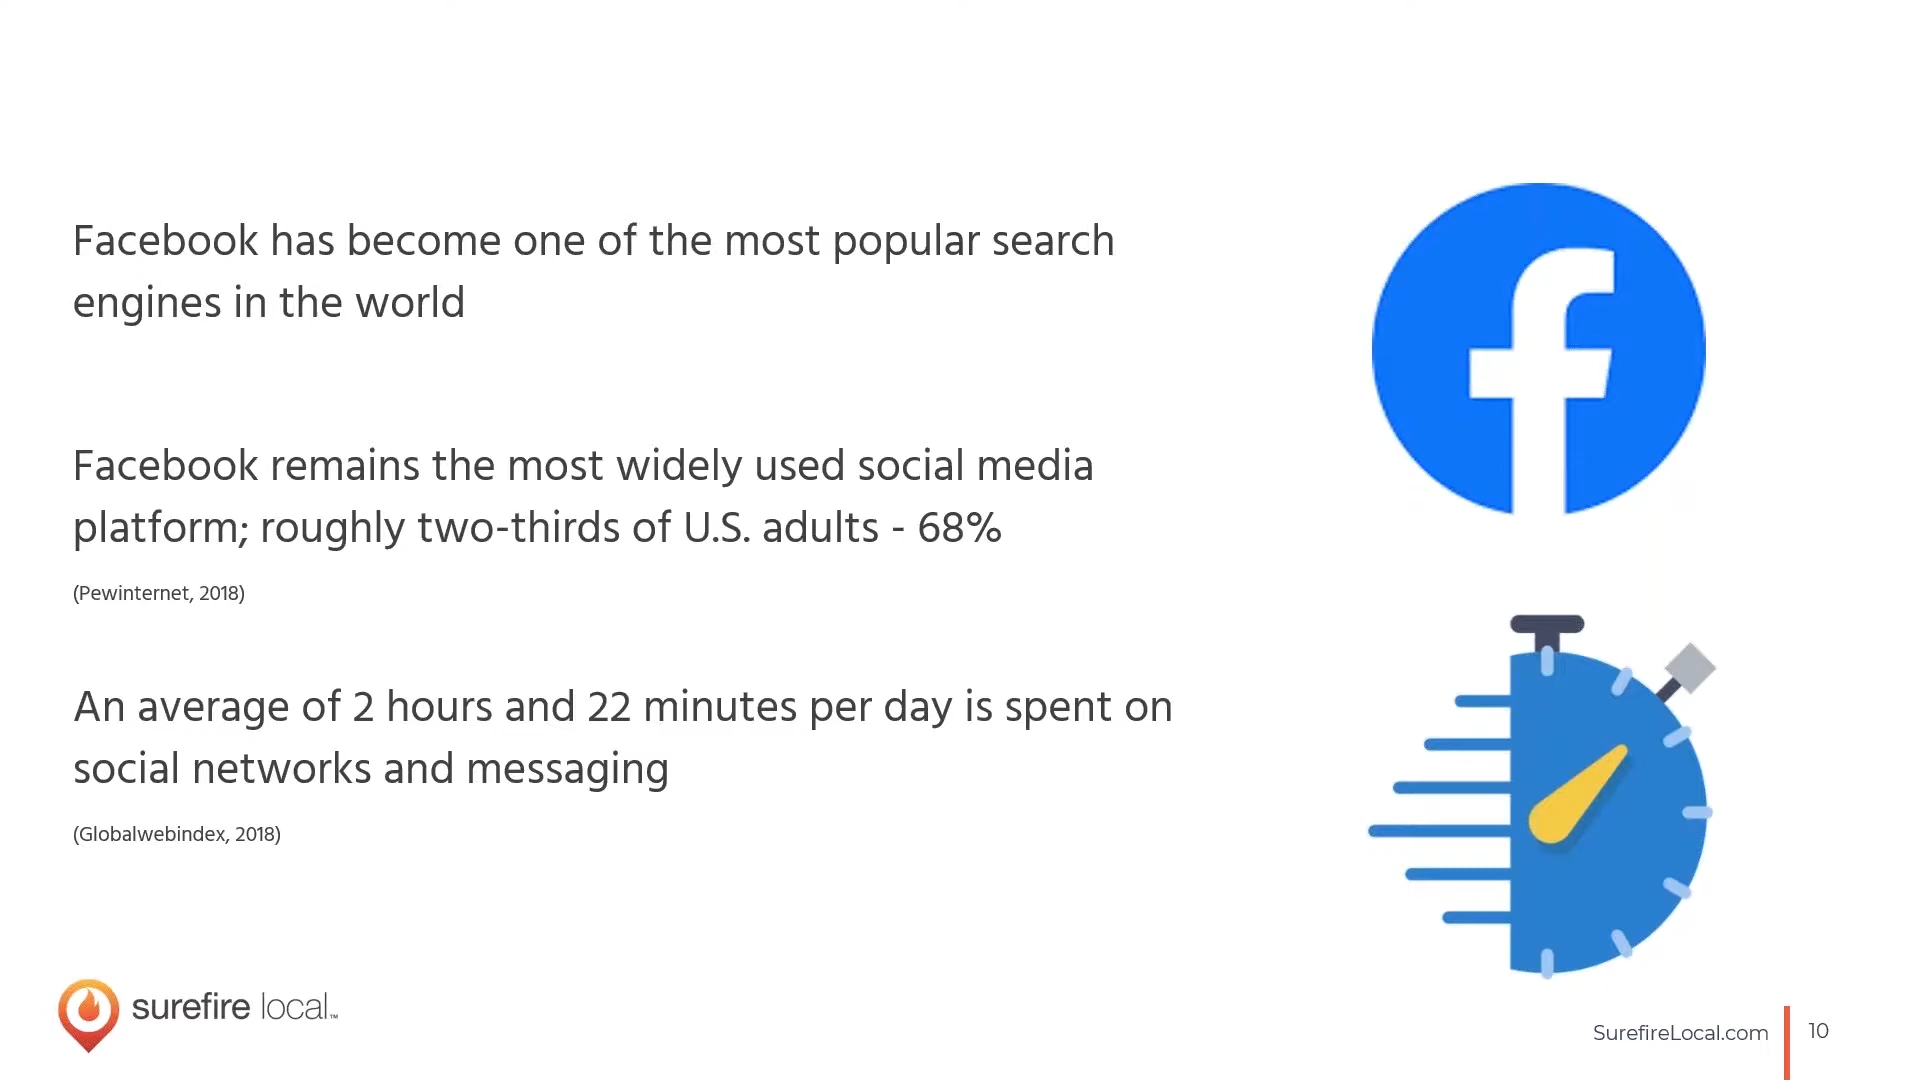 Facebook has become one of the most popular search
engines in the world
Facebook remains the most widely used social media
platform; roughly two-thirds of U.S. adults - 68%
(Pewinternet, 2018)
An average of 2 hours and 22 minutes per day is spent on
social networks and messaging
(Globalwebindex, 2018)
surefire local™
SurefireLocal.com
10